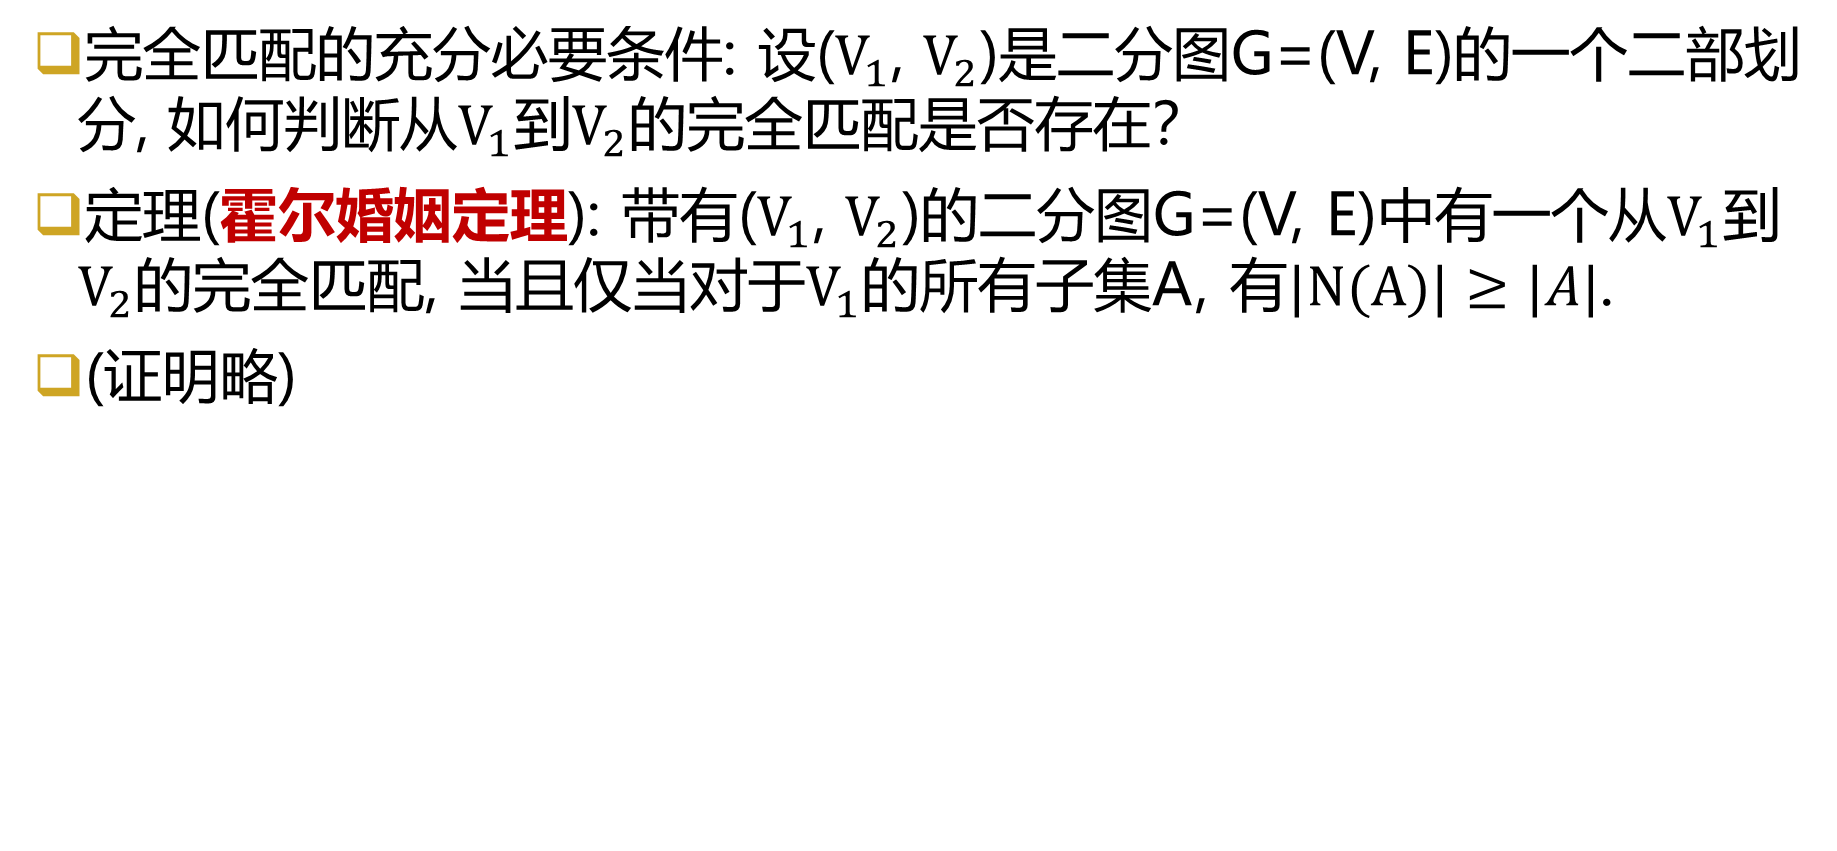 完全匹配的充分必要条件: 设(V₁, V₂)是二分图G=(V, E)的一个二部划
分, 如何判断从V₁到V₂的完全匹配是否存在?
定理(霍尔婚姻定理): 带有(V₁, V₂)的二分图G=(V, E)中有一个从V₁到
V₂的完全匹配, 当且仅当对于V₁的所有子集A, 有|N(A)| ≥ |A|.
(证明略)